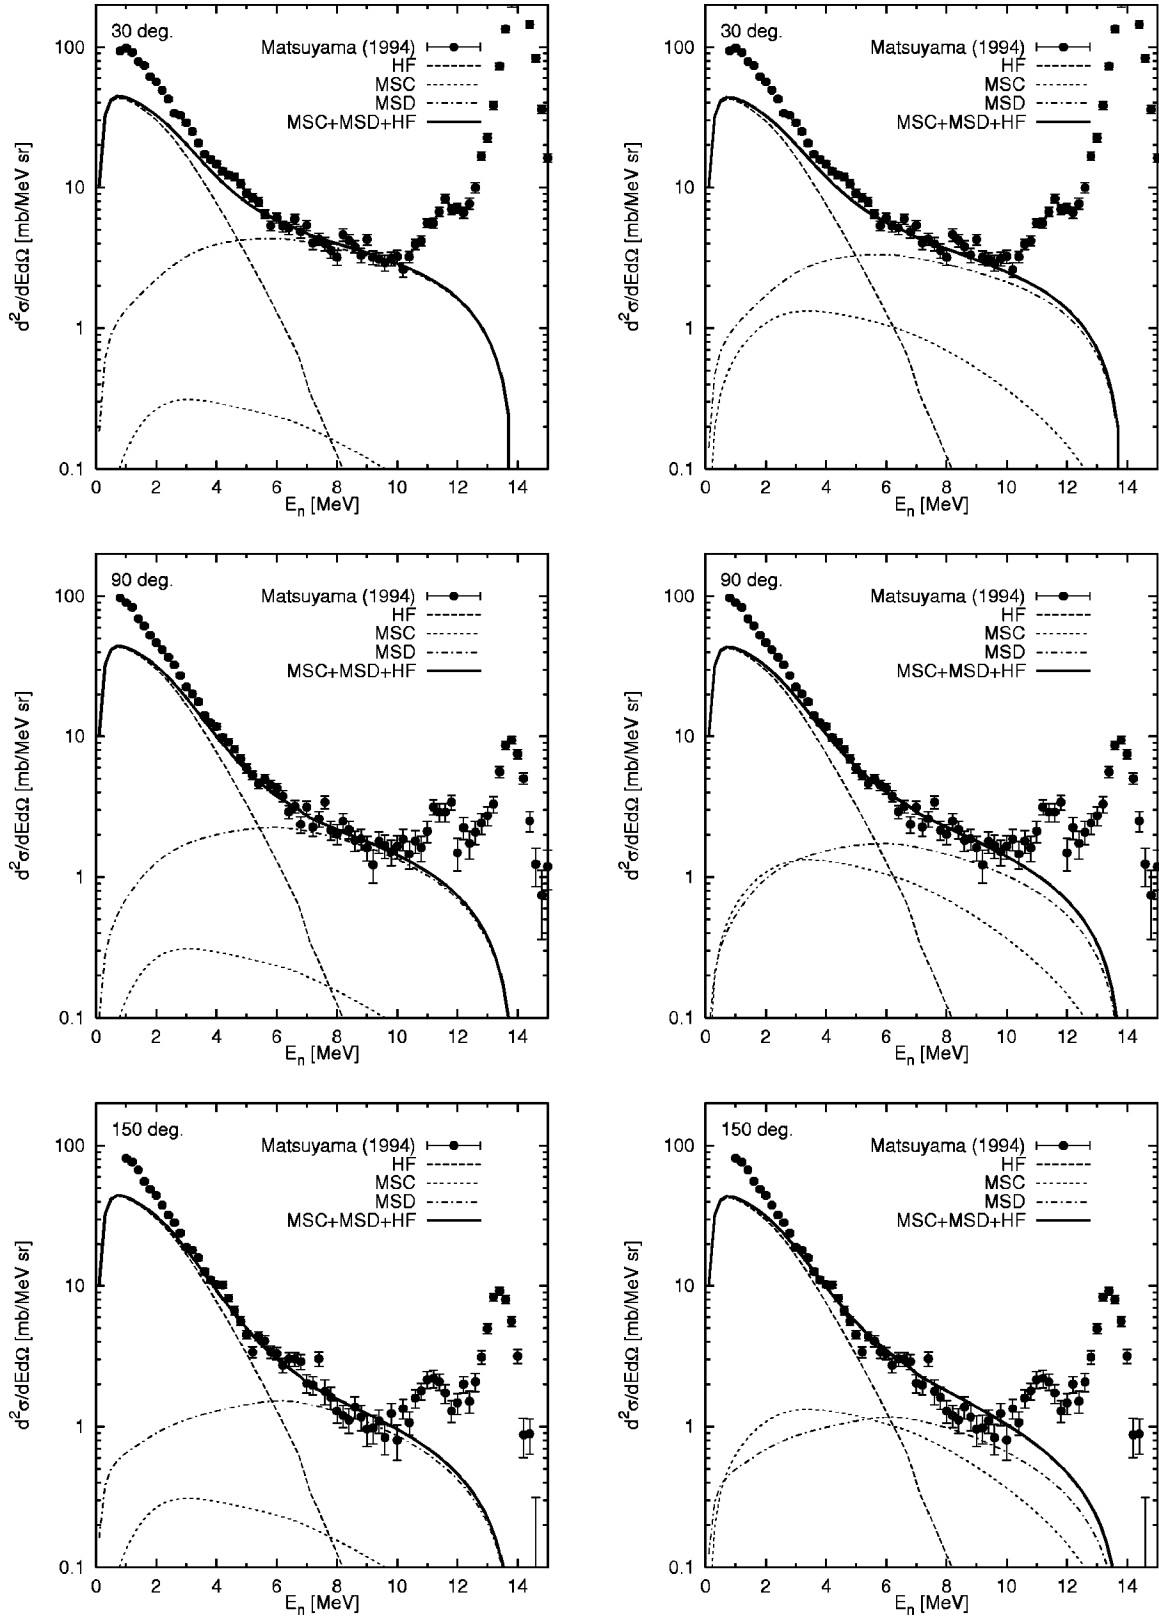 30 deg.
Matsuyama (1994)
HF
MSC
MSD
MSC+MSD+HF
100
10
1
0.1
d²σ/dEdΩ [mb/MeV sr]
0 2 4 6 8 10 12 14
Eₙ [MeV]
30 deg.
Matsuyama (1994)
HF
MSC
MSD
MSC+MSD+HF
100
10
1
0.1
d²σ/dEdΩ [mb/MeV sr]
0 2 4 6 8 10 12 14
Eₙ [MeV]
90 deg.
Matsuyama (1994)
HF
MSC
MSD
MSC+MSD+HF
100
10
1
0.1
d²σ/dEdΩ [mb/MeV sr]
0 2 4 6 8 10 12 14
Eₙ [MeV]
90 deg.
Matsuyama (1994)
HF
MSC
MSD
MSC+MSD+HF
100
10
1
0.1
d²σ/dEdΩ [mb/MeV sr]
0 2 4 6 8 10 12 14
Eₙ [MeV]
150 deg.
Matsuyama (1994)
HF
MSC
MSD
MSC+MSD+HF
100
10
1
0.1
d²σ/dEdΩ [mb/MeV sr]
0 2 4 6 8 10 12 14
Eₙ [MeV]
150 deg.
Matsuyama (1994)
HF
MSC
MSD
MSC+MSD+HF
100
10
1
0.1
d²σ/dEdΩ [mb/MeV sr]
0 2 4 6 8 10 12 14
Eₙ [MeV]